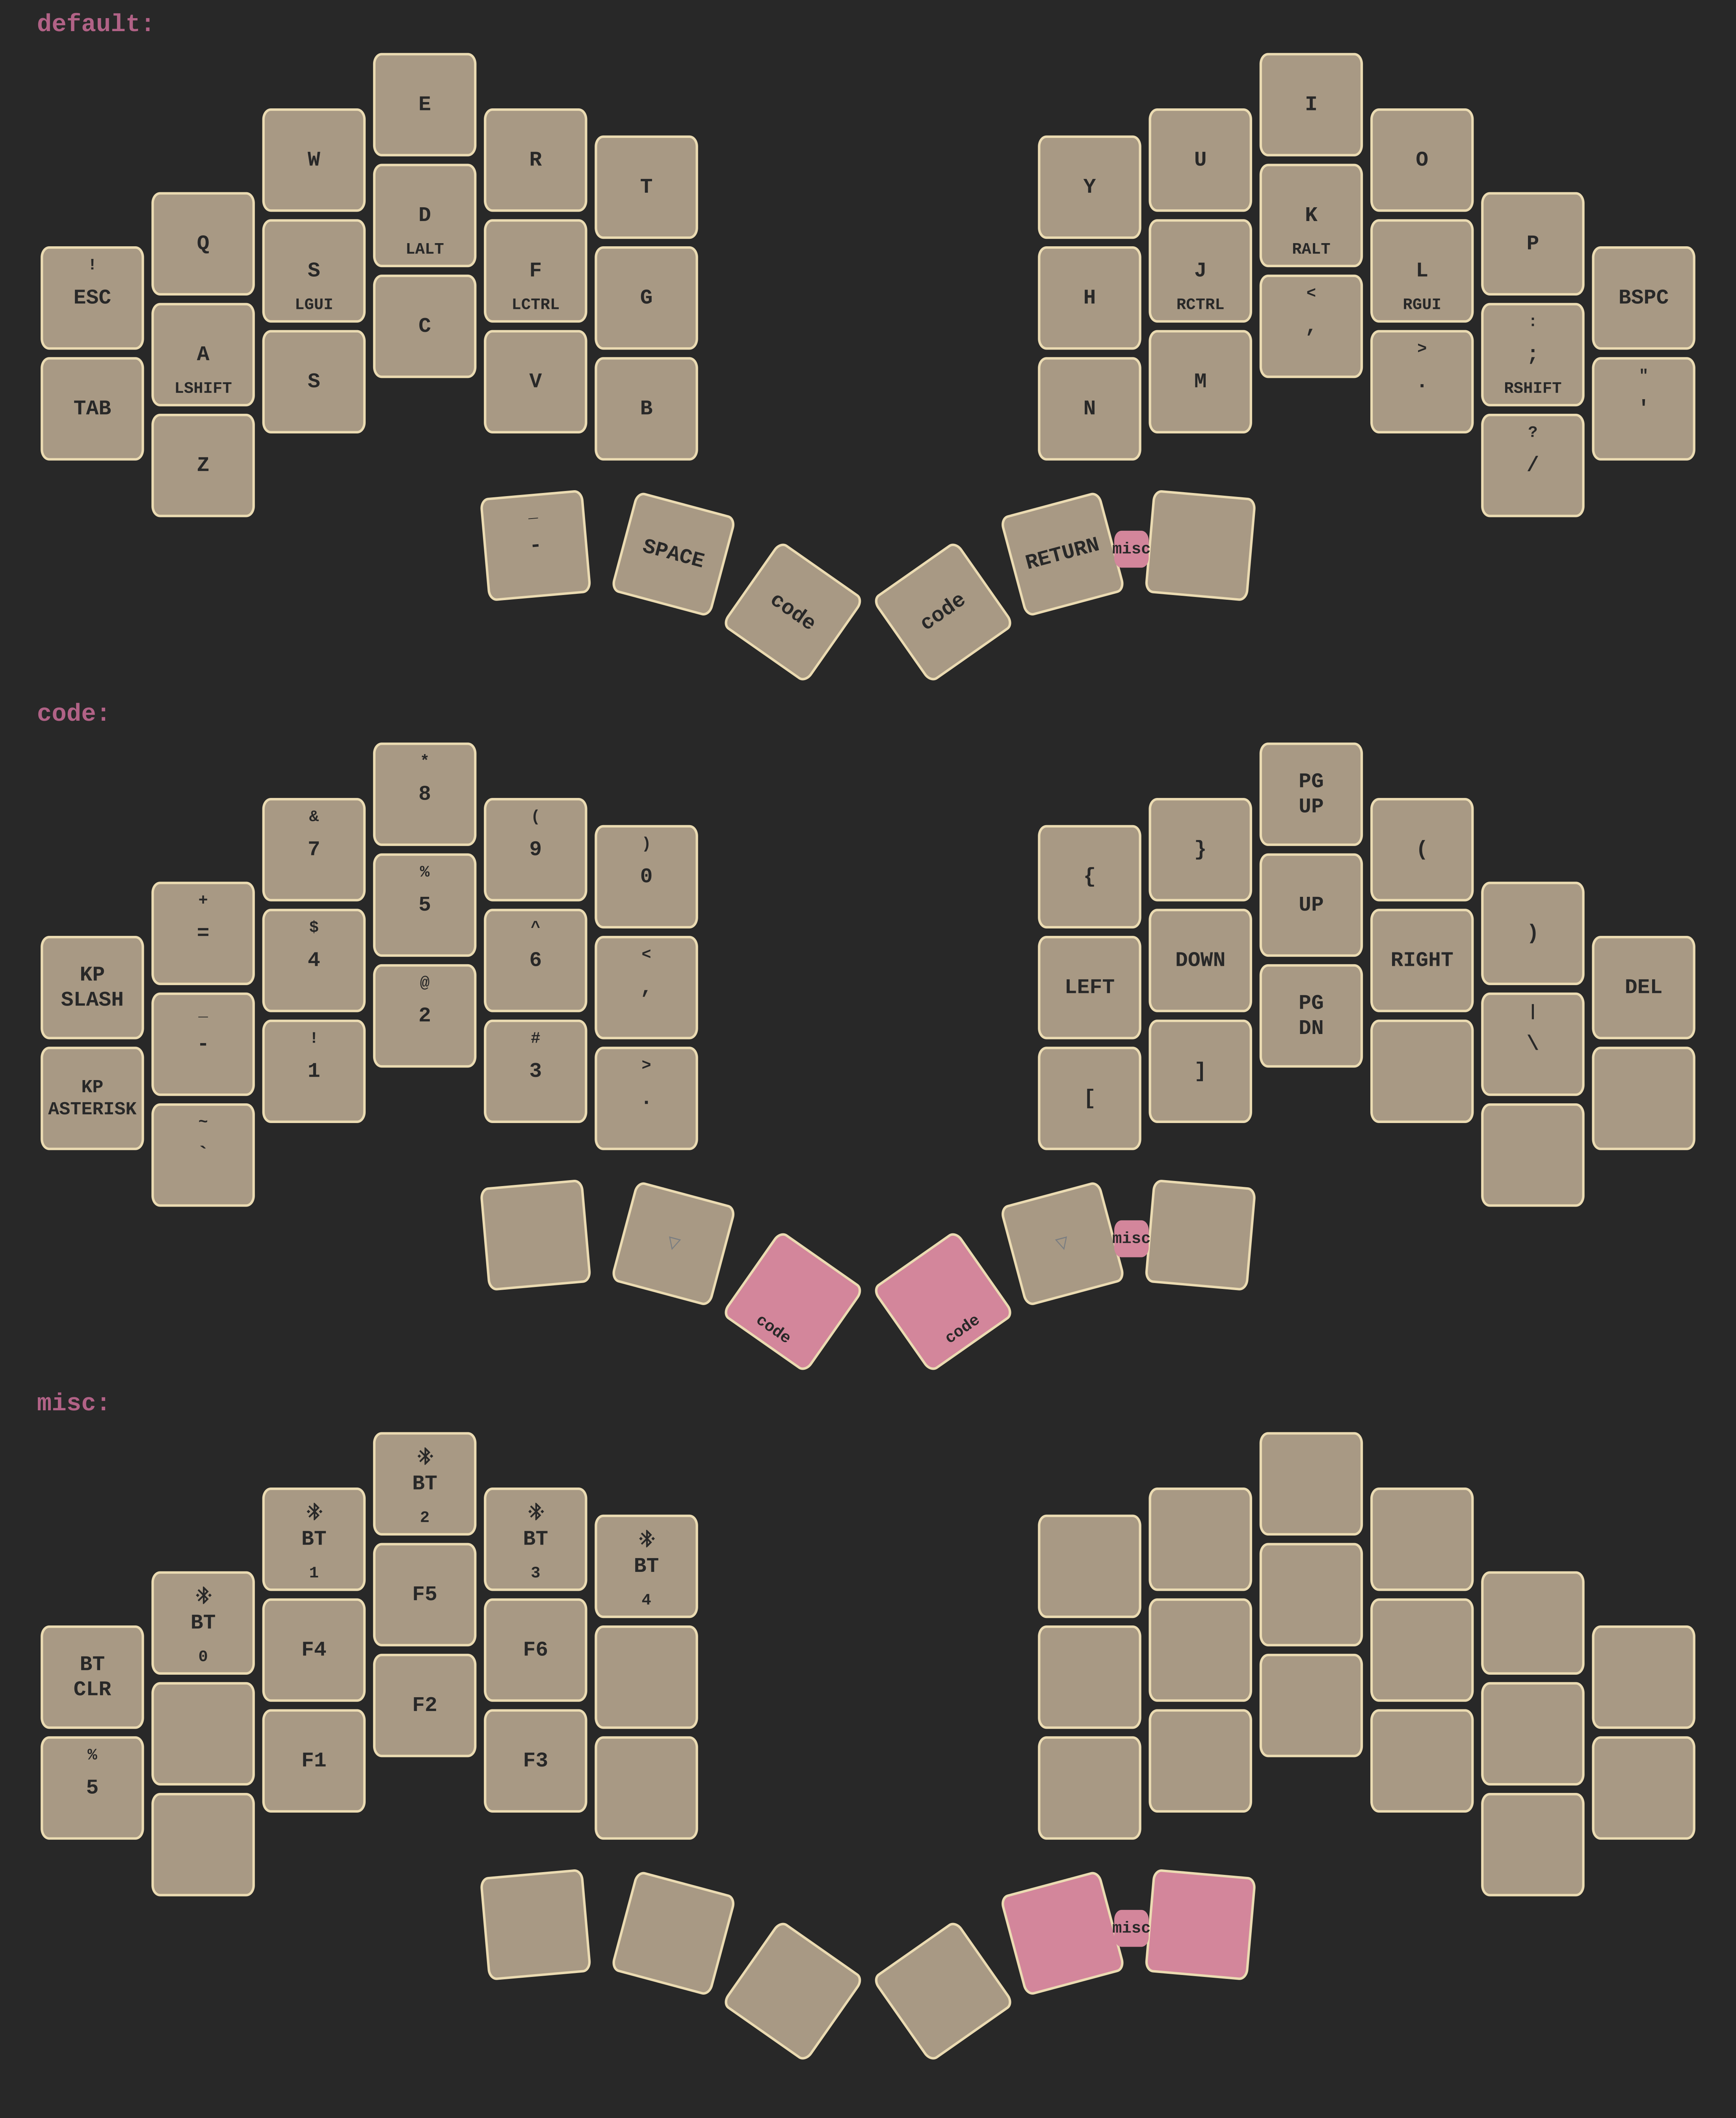 default:
E
I
W
R
U
O
T
Y
D
LALT
K
RALT
Q
P
S
LGUI
F
LCTRL
J
RCTRL
L
RGUI
!
ESC
G
H
BSPC
C
<
,
A
LSHIFT
:
;
RSHIFT
S
V
M
>
.
TAB
B
N
"
'
Z
?
/
_
-
SPACE
code
code
RETURN
misc
code:
*
8
PG
UP
&
7
(
9
}
(
)
0
{
%
5
UP
+
=
)
$
4
^
6
DOWN
RIGHT
KP
SLASH
<
,
LEFT
DEL
@
2
PG
DN
_
-
|
\
!
1
#
3
]
KP
ASTERISK
>
.
[
~
`
▽
▽
misc
code
code
misc:
BT
2
BT
1
BT
3
BT
4
F5
BT
0
F4
F6
BT
CLR
F2
F1
F3
%
5
misc